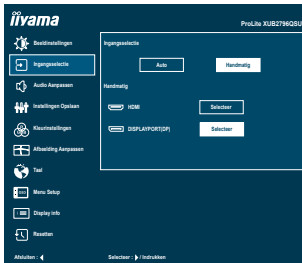 iiyama
ProLite XUB2796QSU
Beeldinstellingen
Ingangsselectie
Audio Aanpassen
Instellingen Opslaan
Kleurinstellingen
Afbeelding Aanpassen
Taal
Menu Setup
Display Info
Resetten
Ingangsselectie
Auto
Handmatig
Handmatig
HDMI
Selecteer
DISPLAYPORT(DP)
Selecteer
Afsluiten :
Selecteer : / Indrukken